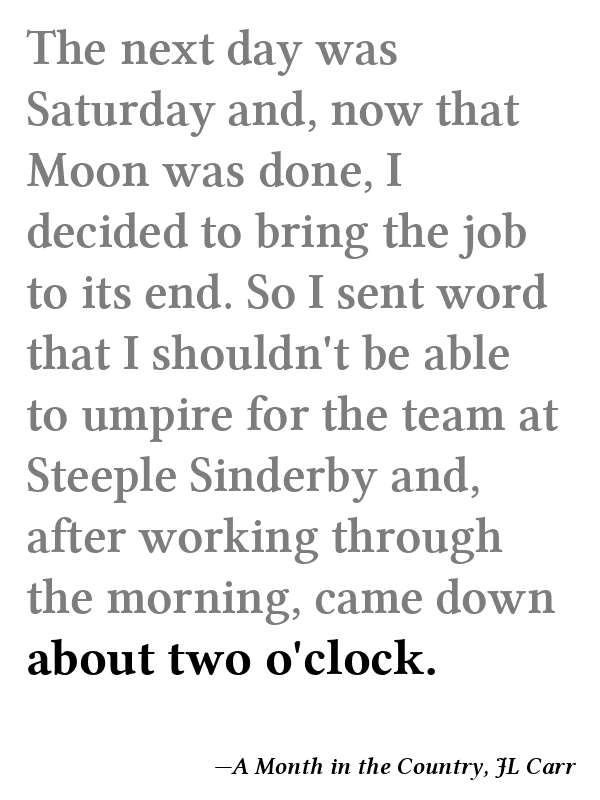 The next day was
Saturday and, now that
Moon was done, I
decided to bring the job
to its end. So I sent word
that I shouldn't be able
to umpire for the team at
Steeple Sinderby and,
after working through
the morning, came down
about two o'clock.
—A Month in the Country, JL Carr